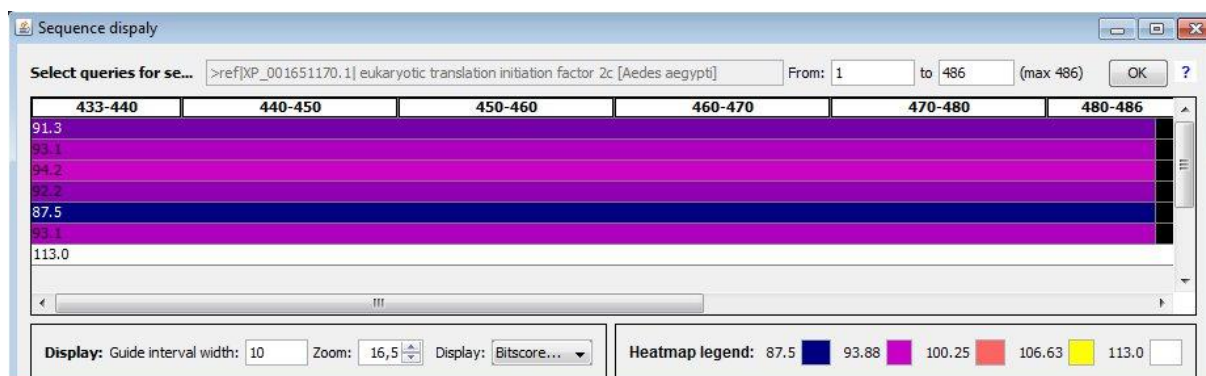 Sequence dispaly
Select queries for se... >ref|XP_001651170.1| eukaryotic translation initiation factor 2c [Aedes aegypti] From: 1 to 486 (max 486) OK ?
433-440 440-450 450-460 460-470 470-480 480-486
91.3
93.1
94.2
92.2
87.5
93.1
113.0
Display: Guide interval width: 10 Zoom: 16,5 Display: Bitscore... Heatmap legend: 87.5 93.88 100.25 106.63 113.0